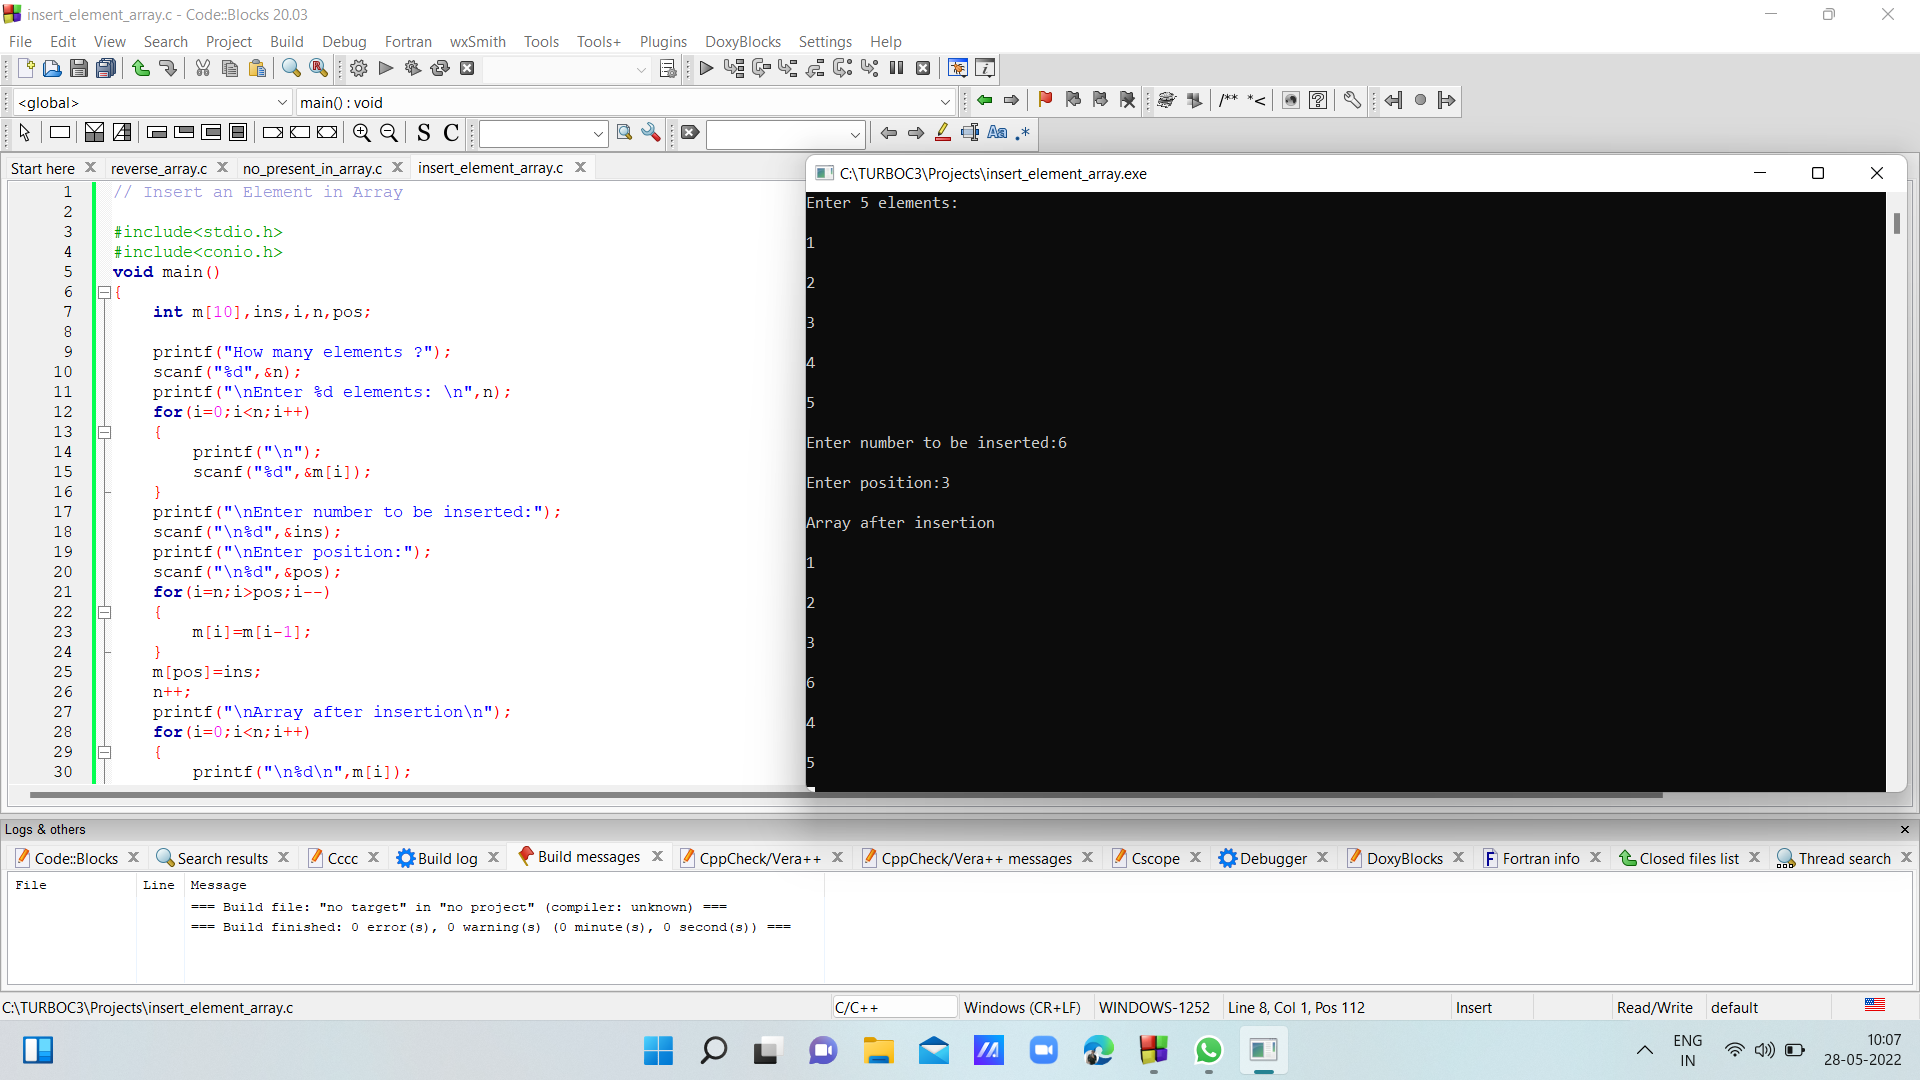 insert_element_array.c - Code::Blocks 20.03
File Edit View Search Project Build Debug Fortran wxSmith Tools Tools+ Plugins DoxyBlocks Settings Help
<global> main() : void
/** *<
S C Aa .*
Start here reverse_array.c no_present_in_array.c insert_element_array.c
1 // Insert an Element in Array
2
3 #include<stdio.h>
4 #include<conio.h>
5 void main()
6 {
7 int m[10],ins,i,n,pos;
8
9 printf("How many elements ?");
10 scanf("%d",&n);
11 printf("\nEnter %d elements: \n",n);
12 for(i=0;i<n;i++)
13 {
14 printf("\n");
15 scanf("%d",&m[i]);
16 }
17 printf("\nEnter number to be inserted:");
18 scanf("\n%d",&ins);
19 printf("\nEnter position:");
20 scanf("\n%d",&pos);
21 for(i=n;i>pos;i--)
22 {
23 m[i]=m[i-1];
24 }
25 m[pos]=ins;
26 n++;
27 printf("\nArray after insertion\n");
28 for(i=0;i<n;i++)
29 {
30 printf("\n%d\n",m[i]);
C:\TURBOC3\Projects\insert_element_array.exe
Enter 5 elements:
1
2
3
4
5
Enter number to be inserted:6
Enter position:3
Array after insertion
1
2
3
6
4
5
Logs & others
Code::Blocks Search results Cccc Build log Build messages CppCheck/Vera++ CppCheck/Vera++ messages Cscope Debugger DoxyBlocks Fortran info Closed files list Thread search
File Line Message
=== Build file: "no target" in "no project" (compiler: unknown) ===
=== Build finished: 0 error(s), 0 warning(s) (0 minute(s), 0 second(s)) ===
C:\TURBOC3\Projects\insert_element_array.c C/C++ Windows (CR+LF) WINDOWS-1252 Line 8, Col 1, Pos 112 Insert Read/Write default
ENG
IN
10:07
28-05-2022